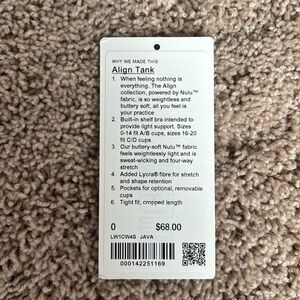 WHY WE MADE THIS
Align Tank
1. When feeling nothing is
everything. The Align
collection, powered by Nulu™
fabric, is so weightless and
buttery soft, all you feel is
your practice
2. Built-in shelf bra intended to
provide light support. Sizes
0-14 fit A/B cups, sizes 16-20
fit C/D cups
3. Our buttery-soft Nulu™ fabric
feels weightlessly light and is
sweat-wicking and four-way
stretch
4. Added Lycra® fibre for stretch
and shape retention
5. Pockets for optional, removable
cups
6. Tight fit, cropped length
0 $68.00
LW1CW4S JAVA
000142251169